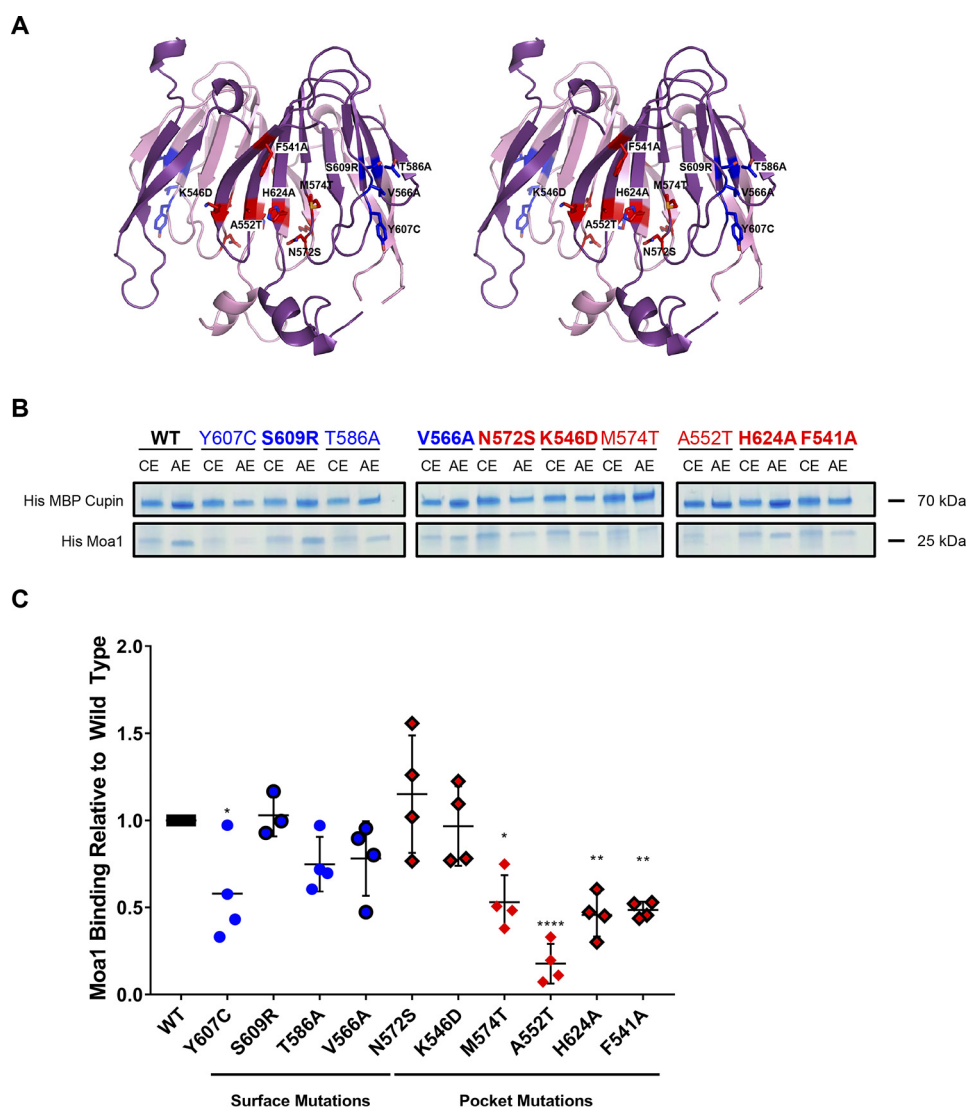 A
F541A
S609R T586A
K546D H624A M574T V566A
A552T Y607C
N572S
F541A
S609R T586A
K546D H624A M574T V566A
A552T Y607C
N572S
B
WT Y607C S609R T586A V566A N572S K546D M574T A552T H624A F541A
CE AE CE AE CE AE CE AE CE AE CE AE CE AE CE AE CE AE CE AE CE AE
His MBP Cupin 70 kDa
His Moa1 25 kDa
C
Moa1 Binding Relative to Wild Type
2.0
1.5
1.0
0.5
0.0
*
*
****
**
**
WT
Y607C
S609R
T586A
V566A
N572S
K546D
M574T
A552T
H624A
F541A
Surface Mutations
Pocket Mutations